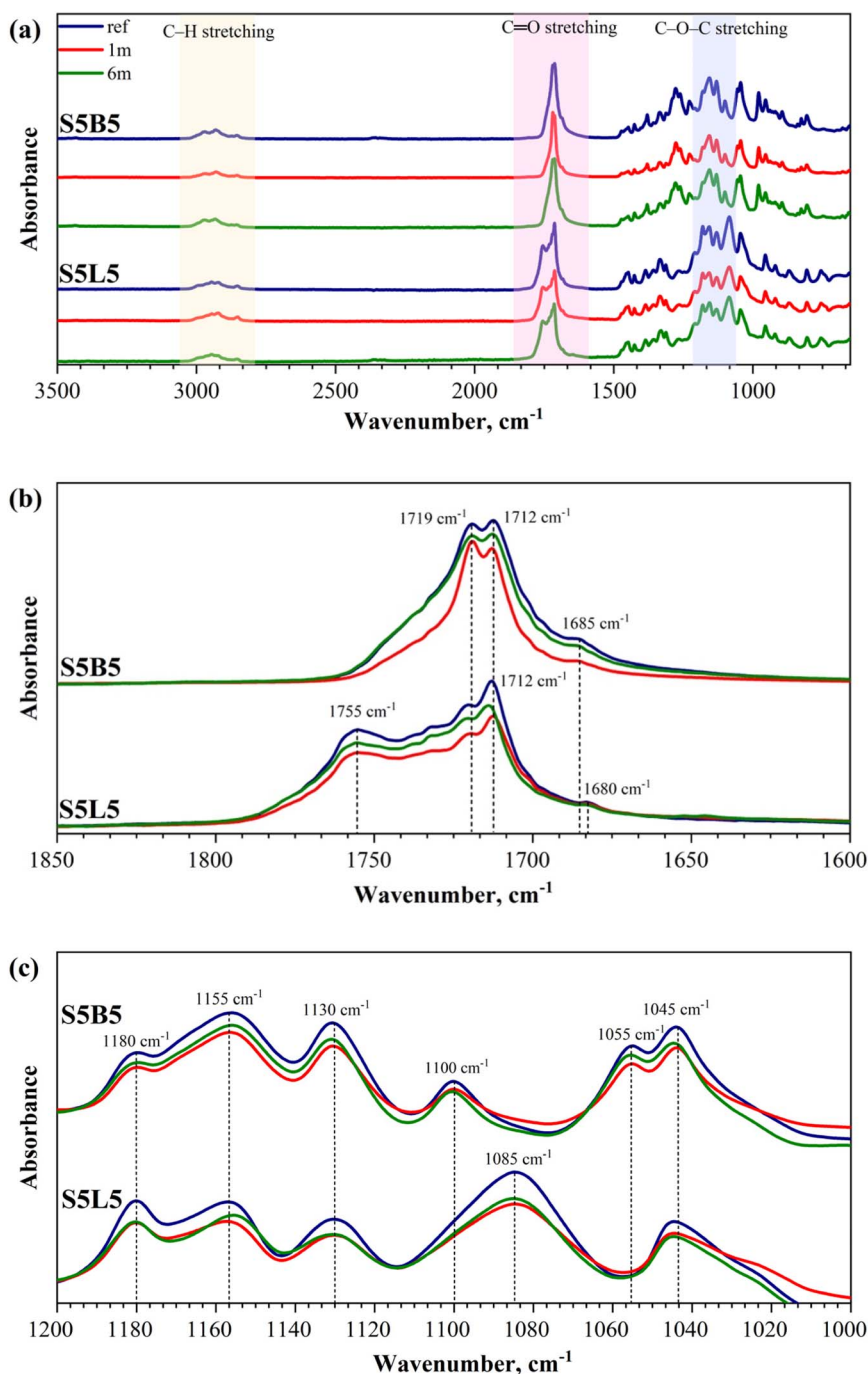 (a)
ref
1m
6m
C–H stretching
C=O stretching
C–O–C stretching
S5B5
S5L5
Absorbance
3500 3000 2500 2000 1500 1000
Wavenumber, cm⁻¹
(b)
1719 cm⁻¹ 1712 cm⁻¹
1685 cm⁻¹
S5B5
1712 cm⁻¹
1755 cm⁻¹
1680 cm⁻¹
S5L5
Absorbance
1850 1800 1750 1700 1650 1600
Wavenumber, cm⁻¹
(c)
S5B5
1180 cm⁻¹ 1155 cm⁻¹ 1130 cm⁻¹ 1100 cm⁻¹ 1055 cm⁻¹ 1045 cm⁻¹
1085 cm⁻¹
S5L5
Absorbance
1200 1180 1160 1140 1120 1100 1080 1060 1040 1020 1000
Wavenumber, cm⁻¹